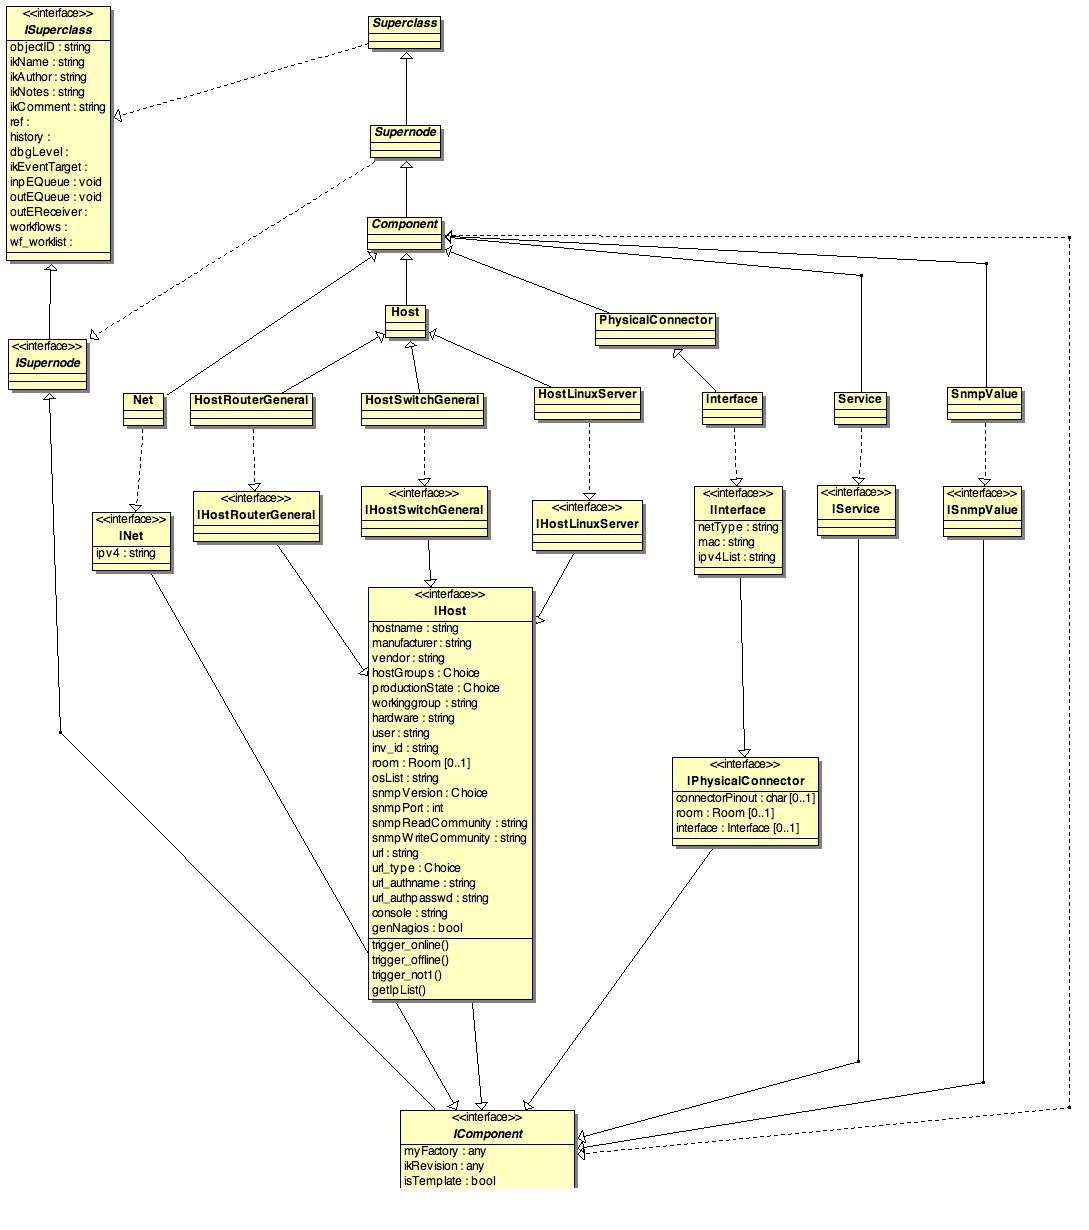 <<interface>>
ISuperclass
objectID : string
ikName : string
ikAuthor : string
ikNotes : string
ikComment : string
ref :
history :
dbgLevel :
ikEventTarget :
inpEQueue : void
outEQueue : void
outEReceiver :
workflows :
wf_worklist :
Superclass
Supernode
Component
Host
PhysicalConnector
<<interface>>
ISupernode
Net
HostRouterGeneral
HostSwitchGeneral
HostLinuxServer
Interface
Service
SnmpValue
<<interface>>
INet
ipv4 : string
<<interface>>
IHostRouterGeneral
<<interface>>
IHostSwitchGeneral
<<interface>>
IHostLinuxServer
<<interface>>
IInterface
netType : string
mac : string
ipv4List : string
<<interface>>
IService
<<interface>>
ISnmpValue
<<interface>>
IHost
hostname : string
manufacturer : string
vendor : string
hostGroups : Choice
productionState : Choice
workinggroup : string
hardware : string
user : string
inv_id : string
room : Room [0..1]
osList : string
snmpVersion : Choice
snmpPort : int
snmpReadCommunity : string
snmpWriteCommunity : string
url : string
url_type : Choice
url_authname : string
url_authpasswd : string
console : string
genNagios : bool
trigger_online()
trigger_offline()
trigger_not1()
getIpList()
<<interface>>
IPhysicalConnector
connectorPinout : char [0..1]
room : Room [0..1]
interface : Interface [0..1]
<<interface>>
IComponent
myFactory : any
ikRevision : any
isTemplate : bool